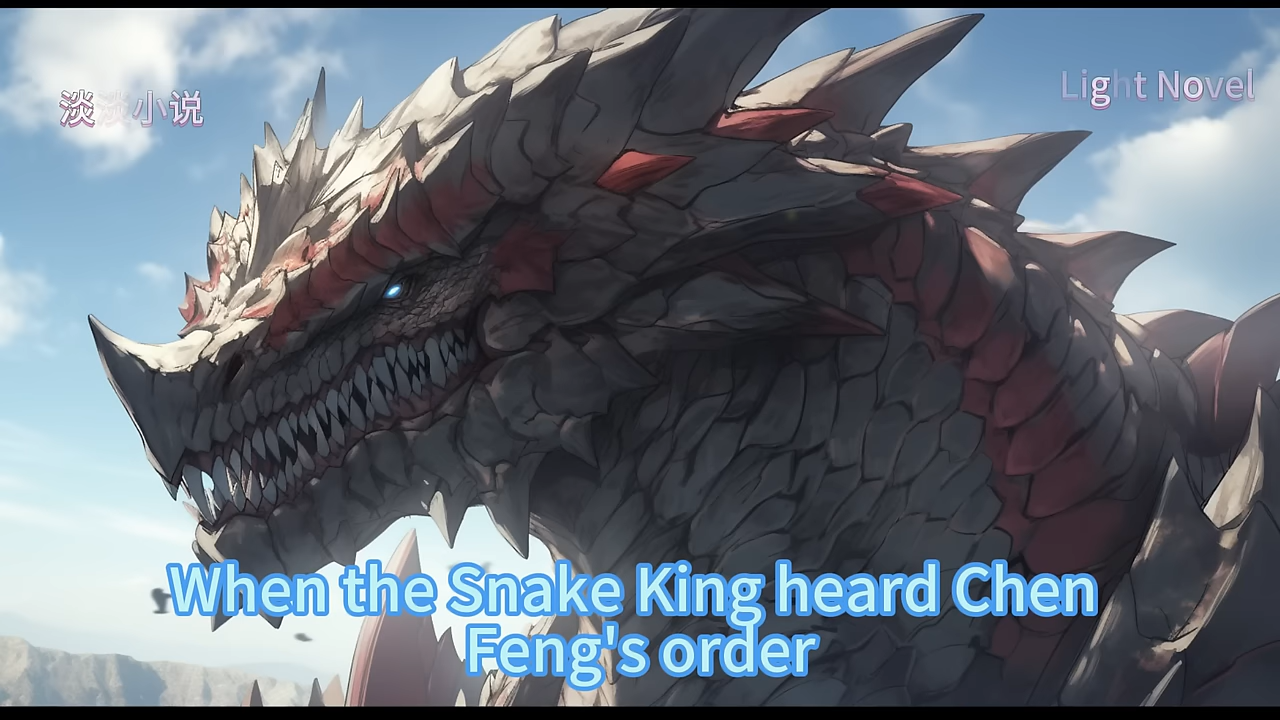 淡淡小说
Light Novel
When the Snake King heard Chen
Feng's order